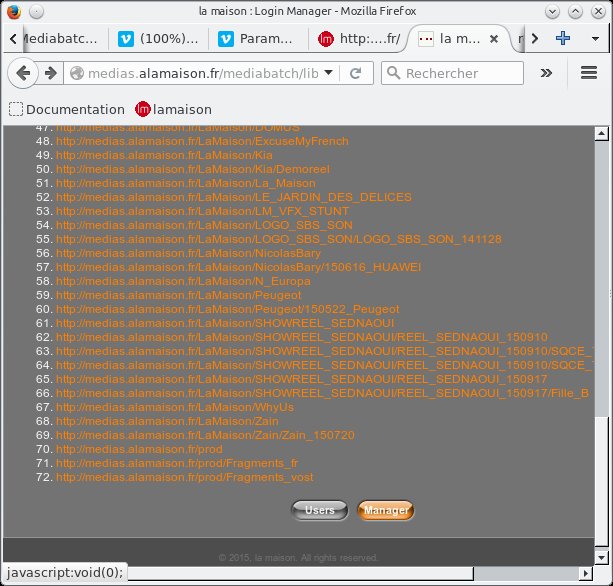 la maison : Login Manager - Mozilla Firefox
Mediabatc...
(100%)...
Param...
http:....fr/
la m...
medias.alamaison.fr/mediabatch/lib
Rechercher
Documentation
lamaison
47. http://medias.alamaison.fr/LaMaison/DOMUS
48. http://medias.alamaison.fr/LaMaison/ExcuseMyFrench
49. http://medias.alamaison.fr/LaMaison/Kia
50. http://medias.alamaison.fr/LaMaison/Kia/Demoreel
51. http://medias.alamaison.fr/LaMaison/La_Maison
52. http://medias.alamaison.fr/LaMaison/LE_JARDIN_DES_DELICES
53. http://medias.alamaison.fr/LaMaison/LM_VFX_STUNT
54. http://medias.alamaison.fr/LaMaison/LOGO_SBS_SON
55. http://medias.alamaison.fr/LaMaison/LOGO_SBS_SON/LOGO_SBS_SON_141128
56. http://medias.alamaison.fr/LaMaison/NicolasBary
57. http://medias.alamaison.fr/LaMaison/NicolasBary/150616_HUAWEI
58. http://medias.alamaison.fr/LaMaison/N_Europa
59. http://medias.alamaison.fr/LaMaison/Peugeot
60. http://medias.alamaison.fr/LaMaison/Peugeot/150522_Peugeot
61. http://medias.alamaison.fr/LaMaison/SHOWREEL_SEDNAOUI
62. http://medias.alamaison.fr/LaMaison/SHOWREEL_SEDNAOUI/REEL_SEDNAOUI_150910
63. http://medias.alamaison.fr/LaMaison/SHOWREEL_SEDNAOUI/REEL_SEDNAOUI_150910/SQCE_
64. http://medias.alamaison.fr/LaMaison/SHOWREEL_SEDNAOUI/REEL_SEDNAOUI_150910/SQCE_
65. http://medias.alamaison.fr/LaMaison/SHOWREEL_SEDNAOUI/REEL_SEDNAOUI_150917
66. http://medias.alamaison.fr/LaMaison/SHOWREEL_SEDNAOUI/REEL_SEDNAOUI_150917/Fille_B
67. http://medias.alamaison.fr/LaMaison/WhyUs
68. http://medias.alamaison.fr/LaMaison/Zain
69. http://medias.alamaison.fr/LaMaison/Zain/Zain_150720
70. http://medias.alamaison.fr/prod
71. http://medias.alamaison.fr/prod/Fragments_fr
72. http://medias.alamaison.fr/prod/Fragments_vost
Users
Manager
© 2015, la maison. All rights reserved.
javascript:void(0);